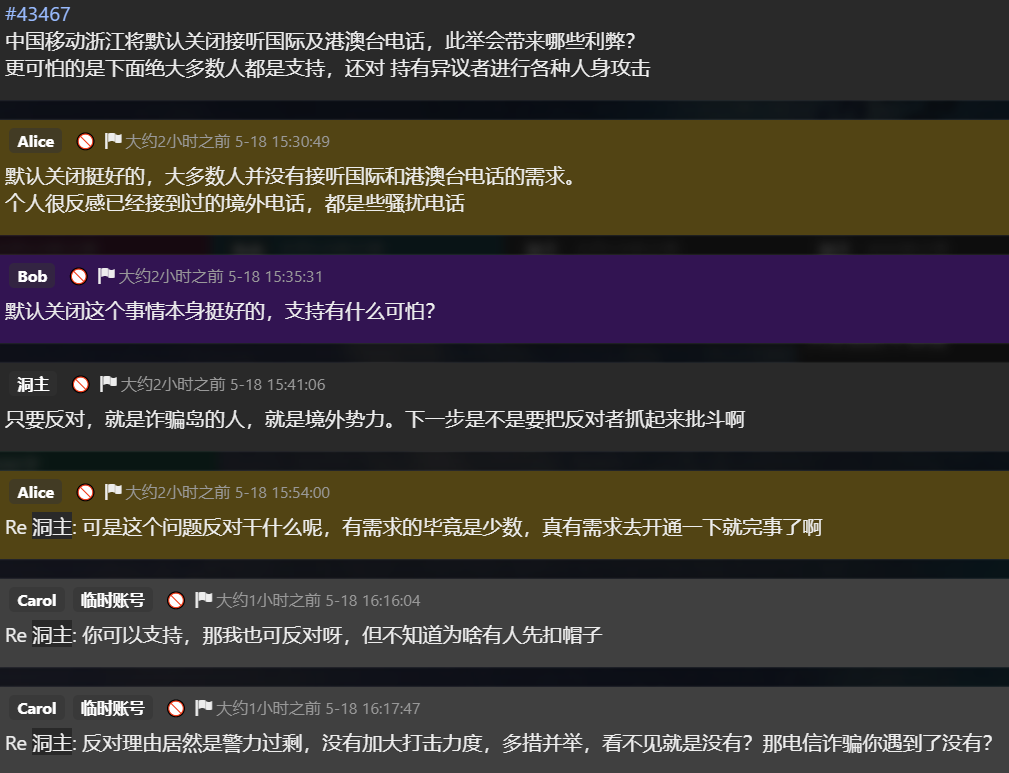 #43467
中国移动浙江将默认关闭接听国际及港澳台电话，此举会带来哪些利弊？
更可怕的是下面绝大多数人都是支持，还对 持有异议者进行各种人身攻击
Alice 大约2小时之前 5-18 15:30:49
默认关闭挺好的，大多数人并没有接听国际和港澳台电话的需求。
个人很反感已经接到过的境外电话，都是些骚扰电话
Bob 大约2小时之前 5-18 15:35:31
默认关闭这个事情本身挺好的，支持有什么可怕？
洞主 大约2小时之前 5-18 15:41:06
只要反对，就是诈骗岛的人，就是境外势力。下一步是不是要把反对者抓起来批斗啊
Alice 大约2小时之前 5-18 15:54:00
Re 洞主: 可是这个问题反对干什么呢，有需求的毕竟是少数，真有需求去开通一下就完事了啊
Carol 临时账号 大约1小时之前 5-18 16:16:04
Re 洞主: 你可以支持，那我也可反对呀，但不知道为啥有人先扣帽子
Carol 临时账号 大约1小时之前 5-18 16:17:47
Re 洞主: 反对理由居然是警力过剩，没有加大打击力度，多措并举，看不见就是没有？那电信诈骗你遇到了没有？